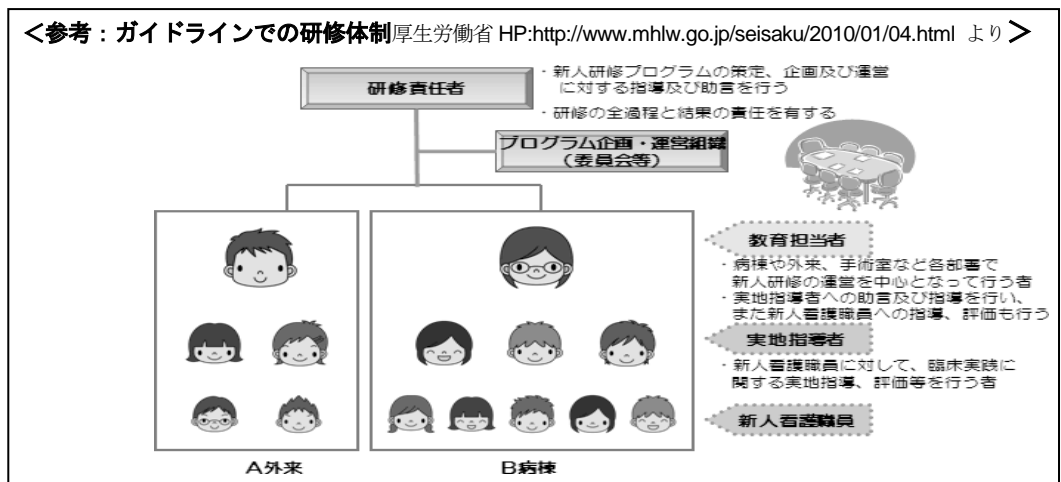 ＜参考：ガイドラインでの研修体制厚生労働省 HP:http://www.mhlw.go.jp/seisaku/2010/01/04.html より＞
研修責任者
・新人研修プログラムの策定、企画及び運営
に対する指導及び助言を行う
・研修の全過程と結果の責任を有する
プログラム企画・運営組織
（委員会等）
教育担当者
・病棟や外来、手術室など各部署で
新人研修の運営を中心となって行う者
・実地指導者への助言及び指導を行い、
また新人看護職員への指導、評価も行う
実地指導者
・新人看護職員に対して、臨床実践に
関する実地指導、評価等を行う者
新人看護職員
A外来
B病棟